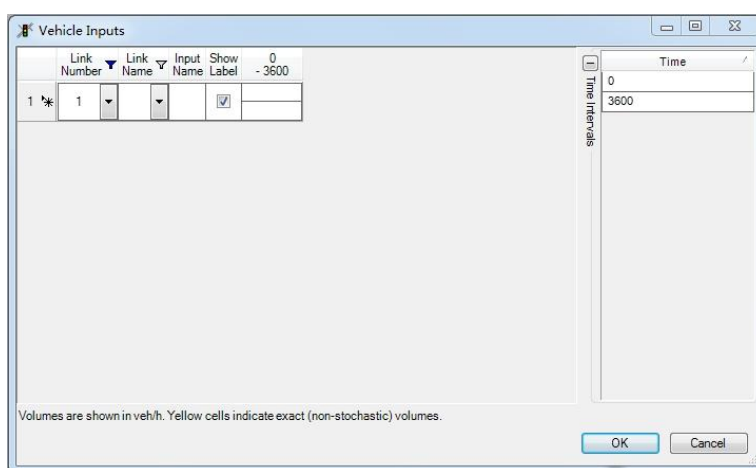 Vehicle Inputs
Link Number Link Name Input Name Show Label 0 - 3600
1 1
Time Intervals
Time
0
3600
Volumes are shown in veh/h. Yellow cells indicate exact (non-stochastic) volumes.
OK Cancel